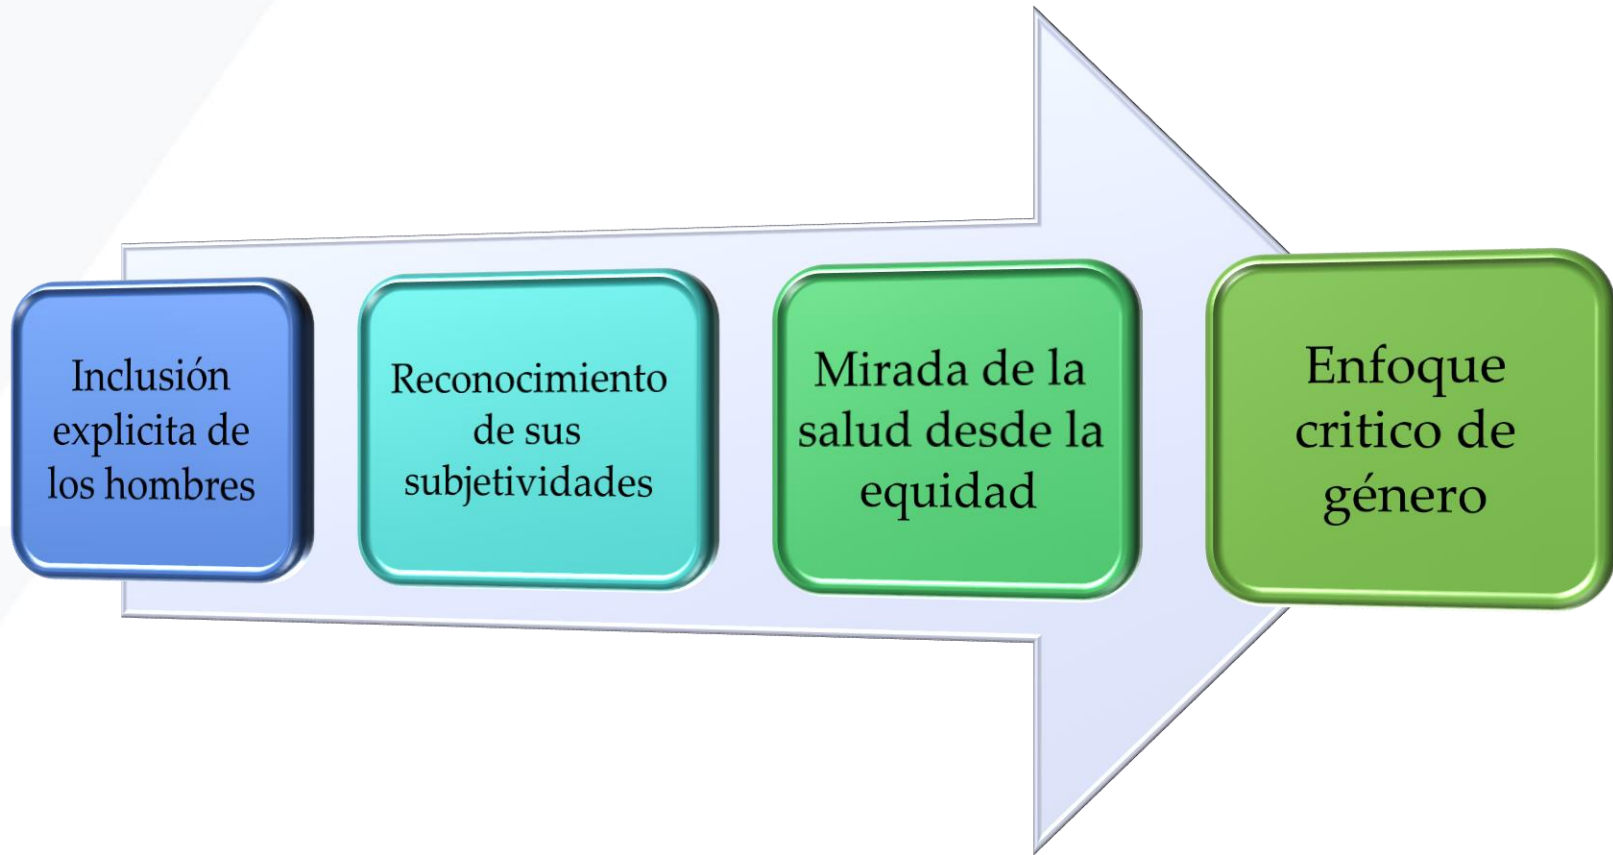 Inclusión
explicita de
los hombres
Reconocimiento
de sus
subjetividades
Mirada de la
salud desde la
equidad
Enfoque
critico de
género